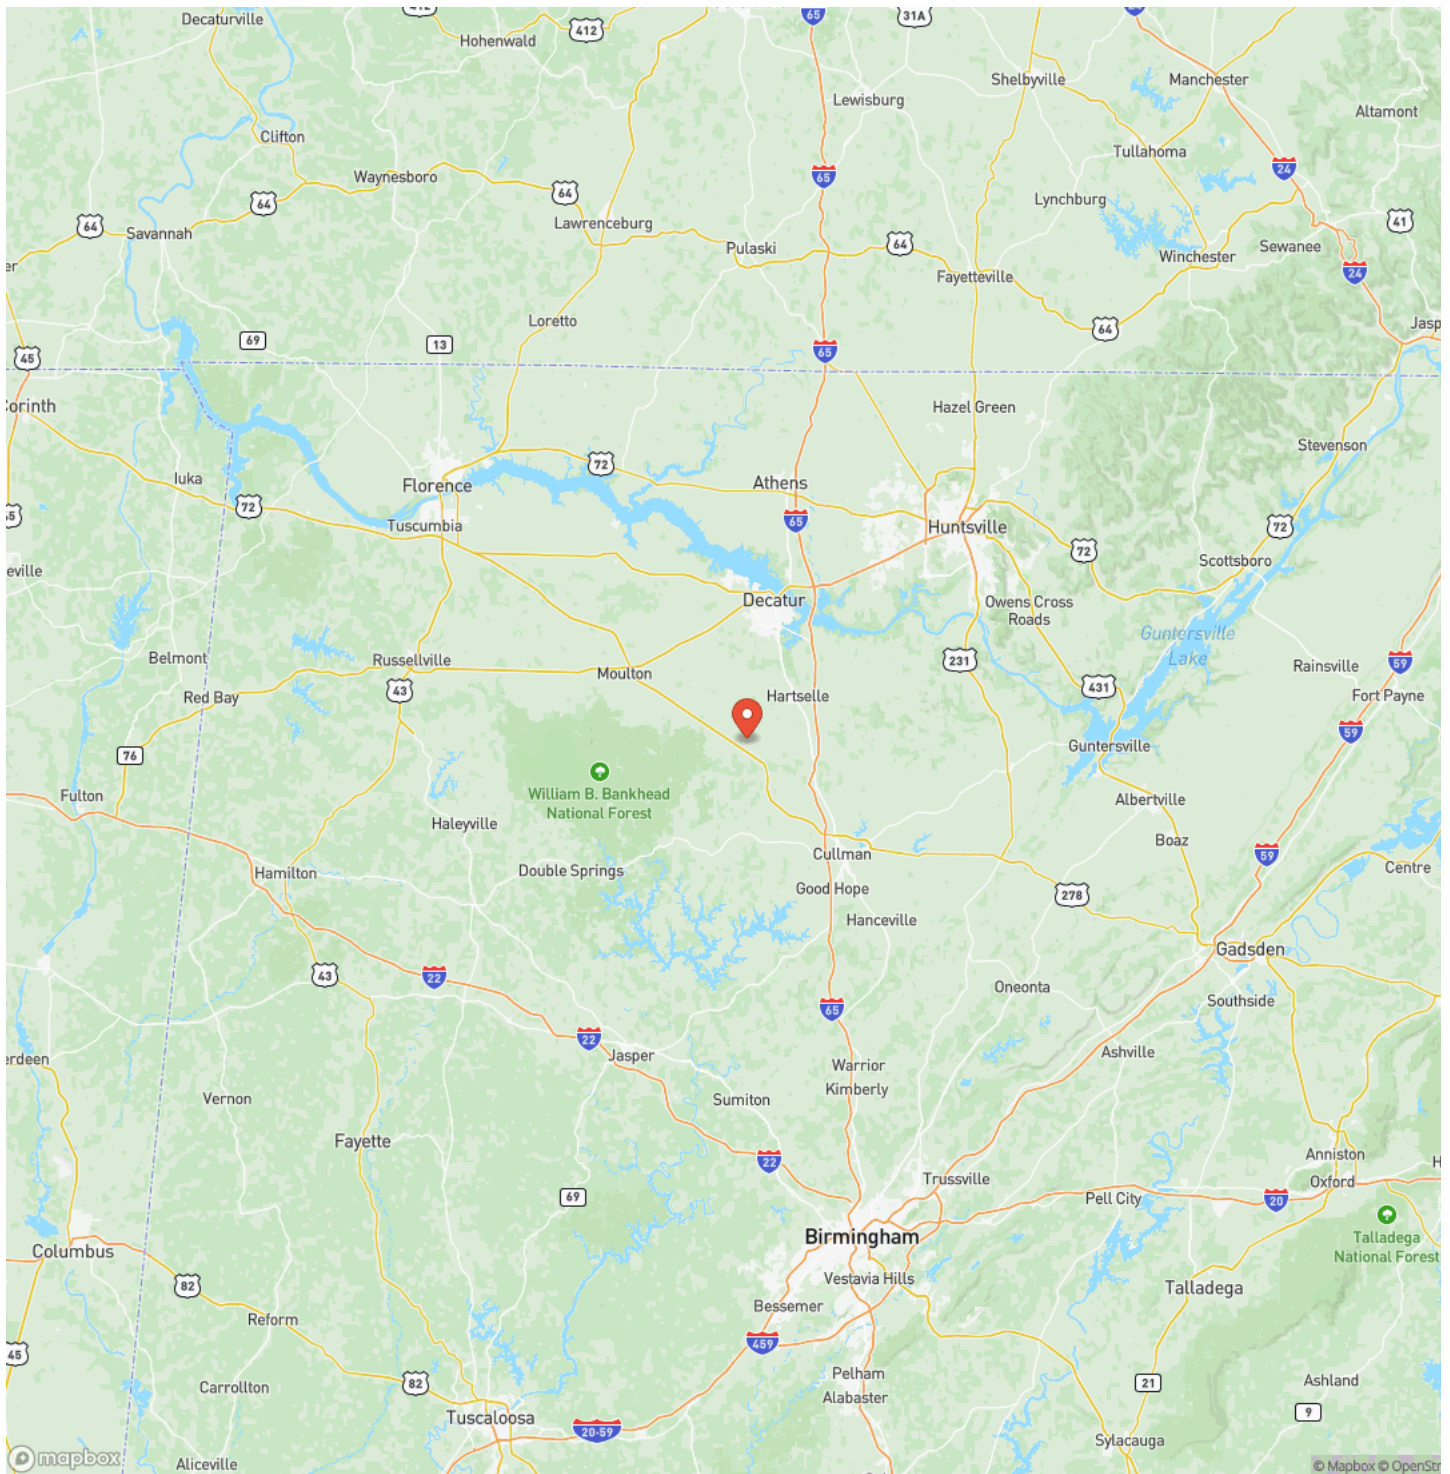 412
Decaturville
Hohenwald
412
65
31A
Shelbyville
Manchester
Lewisburg
Altamont
Clifton
Tullahoma
Waynesboro
65
24
64
64
64
Lynchburg
41
Savannah
Lawrenceburg
Pulaski
64
Sewanee
Winchester
er
Fayetteville
24
Loretto
64
Jasp
69
13
45
65
Corinth
Hazel Green
Stevenson
Iuka
72
Florence
Athens
72
Tuscumbia
65
Huntsville
72
72
Scottsboro
eville
Decatur
Owens Cross
Roads
Guntersville
Lake
Belmont
Russellville
Moulton
231
59
Rainsville
Red Bay
43
Hartselle
431
Fort Payne
59
76
Guntersville
Fulton
William B. Bankhead
National Forest
Albertville
Haleyville
Boaz
Cullman
59
Centre
Hamilton
Double Springs
Good Hope
278
Hanceville
Gadsden
43
22
Oneonta
Southside
65
22
Jasper
Ashville
erdeen
Warrior
Kimberly
Vernon
Sumiton
Fayette
22
Anniston
Trussville
Oxford
69
Pell City
20
Birmingham
Talladega
National Forest
Columbus
Vestavia Hills
82
Talladega
Bessemer
Reform
459
45
Pelham
Alabaster
82
21
Ashland
Carrollton
9
Tuscaloosa
20-59
Sylacauga
Aliceville
mapbox
© Mapbox © OpenStr